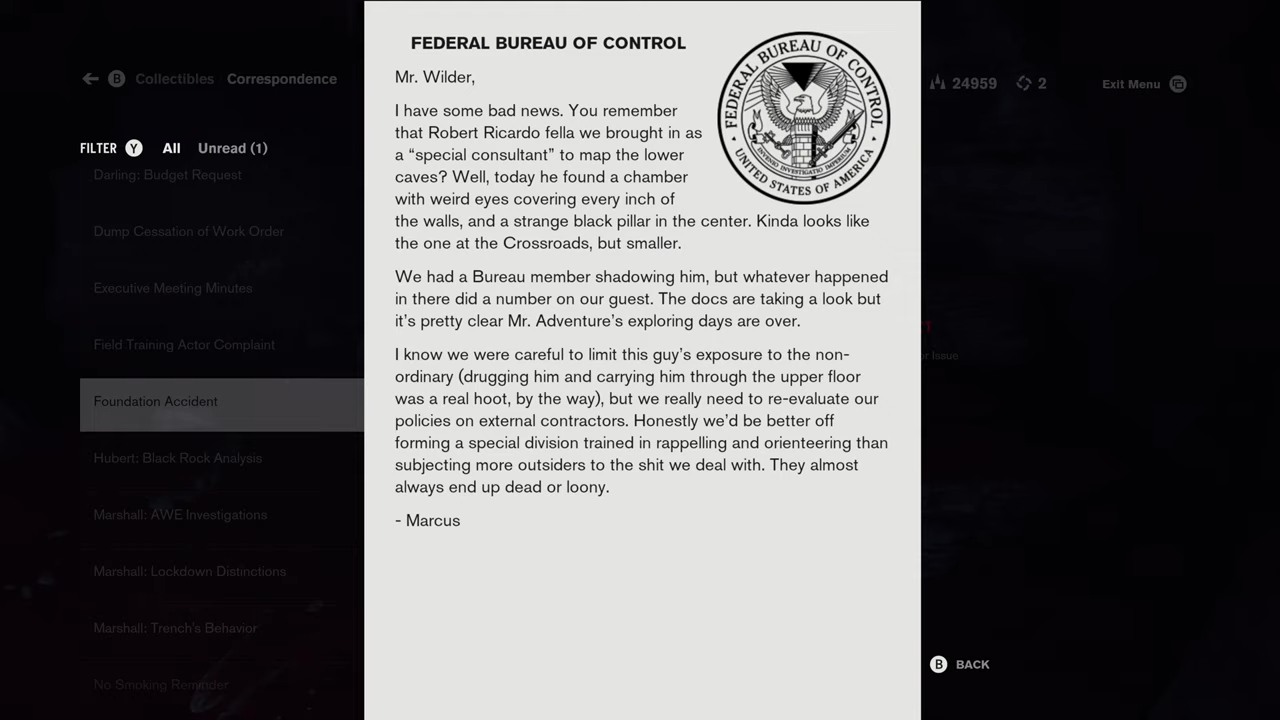 B Collectibles Correspondence
24959 2 Exit Menu
FILTER Y All Unread (1)
Darling: Budget Request
Dump Cessation of Work Order
Executive Meeting Minutes
Field Training Actor Complaint
Foundation Accident
Hubert: Black Rock Analysis
Marshall: AWE Investigations
Marshall: Lockdown Distinctions
Marshall: Trench's Behavior
No Smoking Reminder
FEDERAL BUREAU OF CONTROL
FEDERAL BUREAU OF CONTROL
UNITED STATES OF AMERICA
Mr. Wilder,
I have some bad news. You remember
that Robert Ricardo fella we brought in as
a “special consultant” to map the lower
caves? Well, today he found a chamber
with weird eyes covering every inch of
the walls, and a strange black pillar in the center. Kinda looks like
the one at the Crossroads, but smaller.
We had a Bureau member shadowing him, but whatever happened
in there did a number on our guest. The docs are taking a look but
it’s pretty clear Mr. Adventure’s exploring days are over.
I know we were careful to limit this guy’s exposure to the non-
ordinary (drugging him and carrying him through the upper floor
was a real hoot, by the way), but we really need to re-evaluate our
policies on external contractors. Honestly we’d be better off
forming a special division trained in rappelling and orienteering than
subjecting more outsiders to the shit we deal with. They almost
always end up dead or loony.
- Marcus
Issue
B BACK